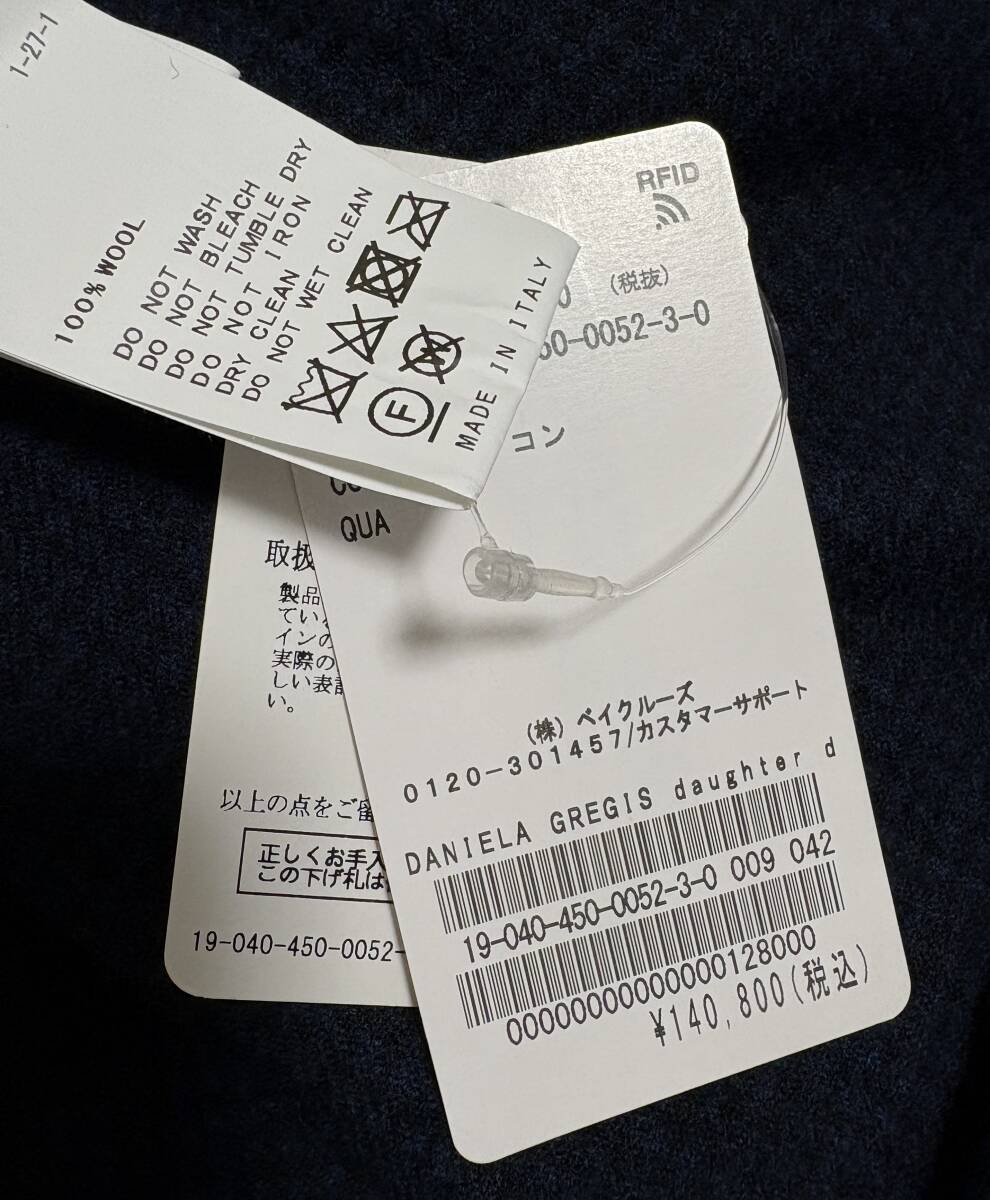 1-27-1
100%WOOL
DO NOT WASH
DO NOT BLEACH
DO NOT TUMBLE DRY
DO NOT IRON
DRY CLEAN
DO NOT WET CLEAN
F
W
MADE IN ITALY
RFID
0 (税抜)
50-0052-3-0
コン
QUA
(株) ベイクルーズ
0120-301457/カスタマーサポート
DANIELA GREGIS daughter d
19-040-450-0052-3-0 009 042
0000000000000128000
¥140,800(税込)
取扱
製品
てい
インの
実際の
しい表記
い。
以上の点をご留
正しくお手入
この下げ札は
19-040-450-0052-